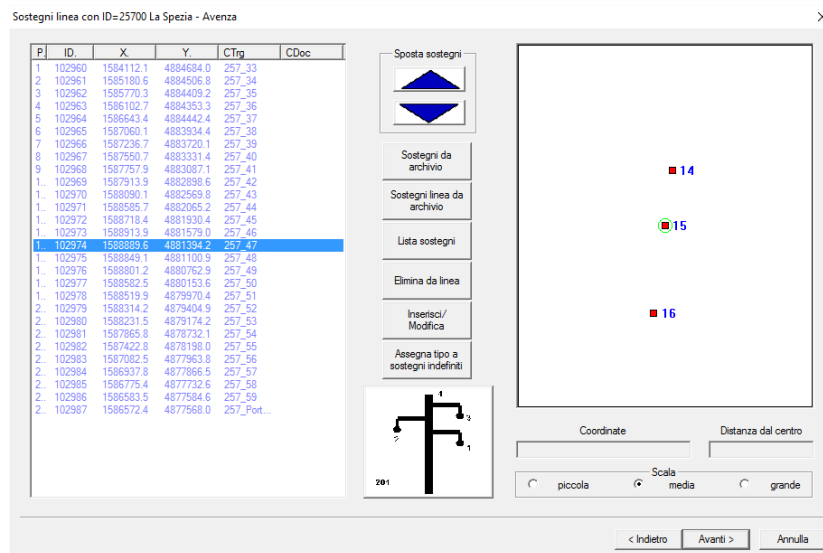 Sostegni linea con ID=25700 La Spezia - Avenza
P. ID. X. Y. CTrg CDoc
1 102960 1584112.1 4884684.0 257_33
2 102961 1585180.6 4884506.8 257_34
3 102962 1585770.3 4884409.2 257_35
4 102963 1586102.7 4884353.3 257_36
5 102964 1586643.4 4884442.4 257_37
6 102965 1587060.1 4883934.4 257_38
7 102966 1587236.7 4883720.1 257_39
8 102967 1587550.7 4883331.4 257_40
9 102968 1587757.9 4883087.1 257_41
1.. 102969 1587913.9 4882898.6 257_42
1.. 102970 1588090.1 4882569.8 257_43
1.. 102971 1588585.7 4882065.2 257_44
1.. 102972 1588718.4 4881930.4 257_45
1.. 102973 1588913.9 4881579.0 257_46
1.. 102974 1588889.6 4881394.2 257_47
1.. 102975 1588849.1 4881100.9 257_48
1.. 102976 1588801.2 4880762.9 257_49
1.. 102977 1588582.5 4880153.6 257_50
1.. 102978 1588519.9 4879970.4 257_51
2.. 102979 1588314.2 4879404.9 257_52
2.. 102980 1588231.5 4879174.2 257_53
2.. 102981 1587865.8 4878732.1 257_54
2.. 102982 1587422.8 4878198.0 257_55
2.. 102983 1587082.5 4877963.8 257_56
2.. 102984 1586937.8 4877866.5 257_57
2.. 102985 1586775.4 4877732.6 257_58
2.. 102986 1586583.5 4877584.6 257_59
2.. 102987 1586572.4 4877568.0 257_Port...
Sposta sostegni
Sostegni da
archivio
Sostegni linea da
archivio
Lista sostegni
Elimina da linea
Inserisci/
Modifica
Assegna tipo a
sostegni indefiniti
4
3
2
1
201
14
15
16
Coordinate
Distanza dal centro
Scala
piccola media grande
< Indietro Avanti > Annulla